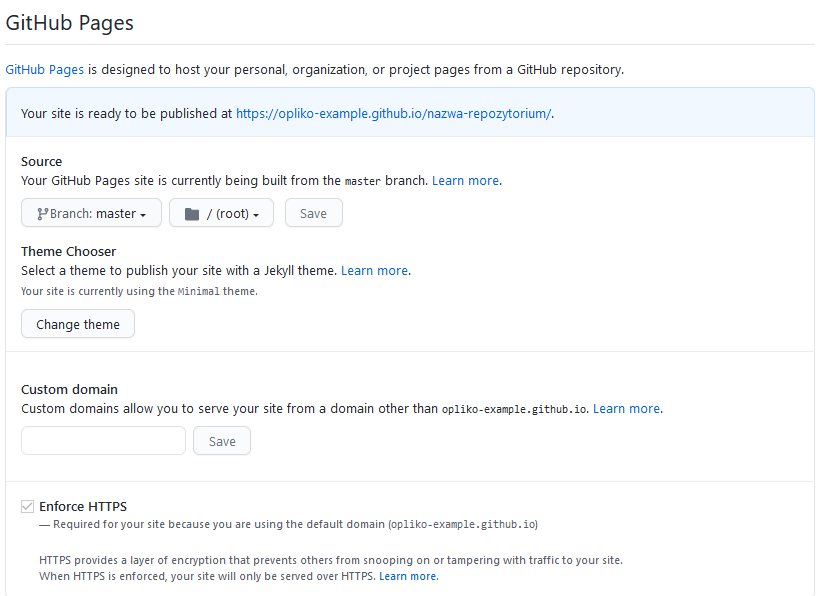 GitHub Pages
GitHub Pages is designed to host your personal, organization, or project pages from a GitHub repository.
Your site is ready to be published at https://opliko-example.github.io/nazwa-repozytorium/.
Source
Your GitHub Pages site is currently being built from the master branch. Learn more.
Branch: master / (root) Save
Theme Chooser
Select a theme to publish your site with a Jekyll theme. Learn more.
Your site is currently using the Minimal theme.
Change theme
Custom domain
Custom domains allow you to serve your site from a domain other than opliko-example.github.io. Learn more.
Save
Enforce HTTPS
— Required for your site because you are using the default domain (opliko-example.github.io)
HTTPS provides a layer of encryption that prevents others from snooping on or tampering with traffic to your site.
When HTTPS is enforced, your site will only be served over HTTPS. Learn more.